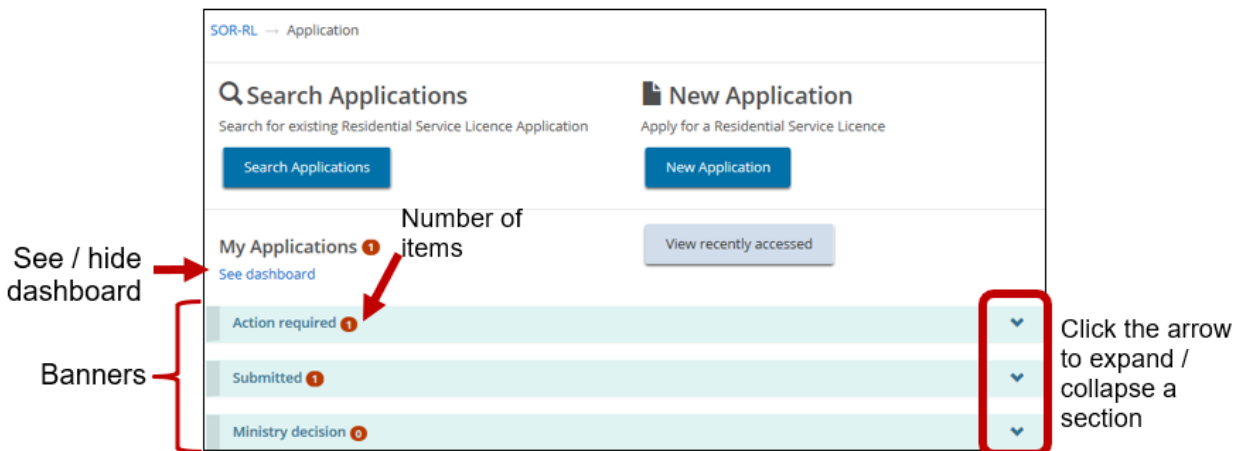 SOR-RL → Application
Search Applications
Search for existing Residential Service Licence Application
Search Applications
New Application
Apply for a Residential Service Licence
New Application
Number of
items
My Applications 1
See dashboard
View recently accessed
See / hide
dashboard
Banners
Action required 1
Submitted 1
Ministry decision 0
Click the arrow
to expand /
collapse a
section